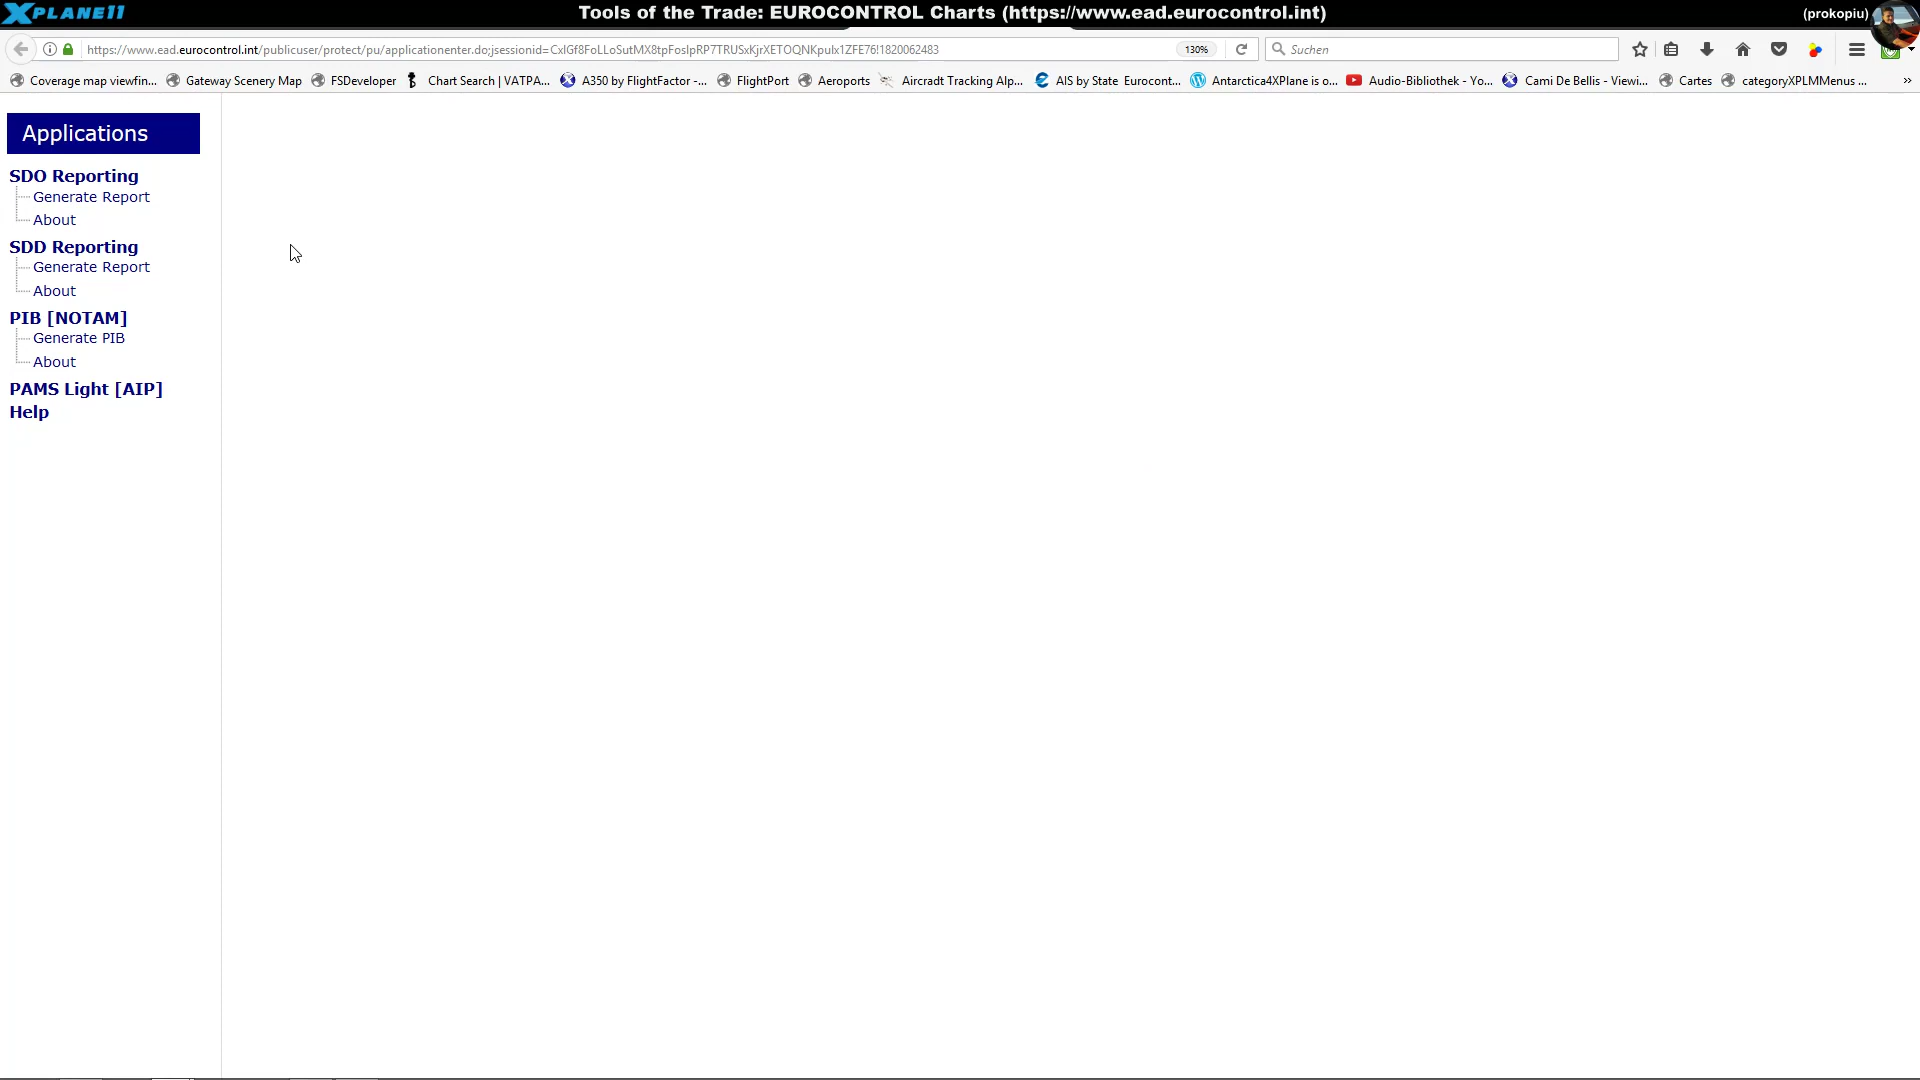 XPLANE11
Tools of the Trade: EUROCONTROL Charts (https://www.ead.eurocontrol.int)
(prokopiu)
https://www.ead.eurocontrol.int/publicuser/protect/pu/applicationenter.do;jsessionid=CxIGf8FoLLoSutMX8tpFosIpRP7TRUSxKjrXETOQNKpulx1ZFE76!1820062483
130%
Suchen
Coverage map viewfin...
Gateway Scenery Map
FSDeveloper
Chart Search | VATPA...
A350 by FlightFactor -...
FlightPort
Aeroports
Aircradt Tracking Alp...
AIS by State Eurocont...
Antarctica4XPlane is o...
Audio-Bibliothek - Yo...
Cami De Bellis - Viewi...
Cartes
categoryXPLMMenus ...
Applications
SDO Reporting
Generate Report
About
SDD Reporting
Generate Report
About
PIB [NOTAM]
Generate PIB
About
PAMS Light [AIP]
Help